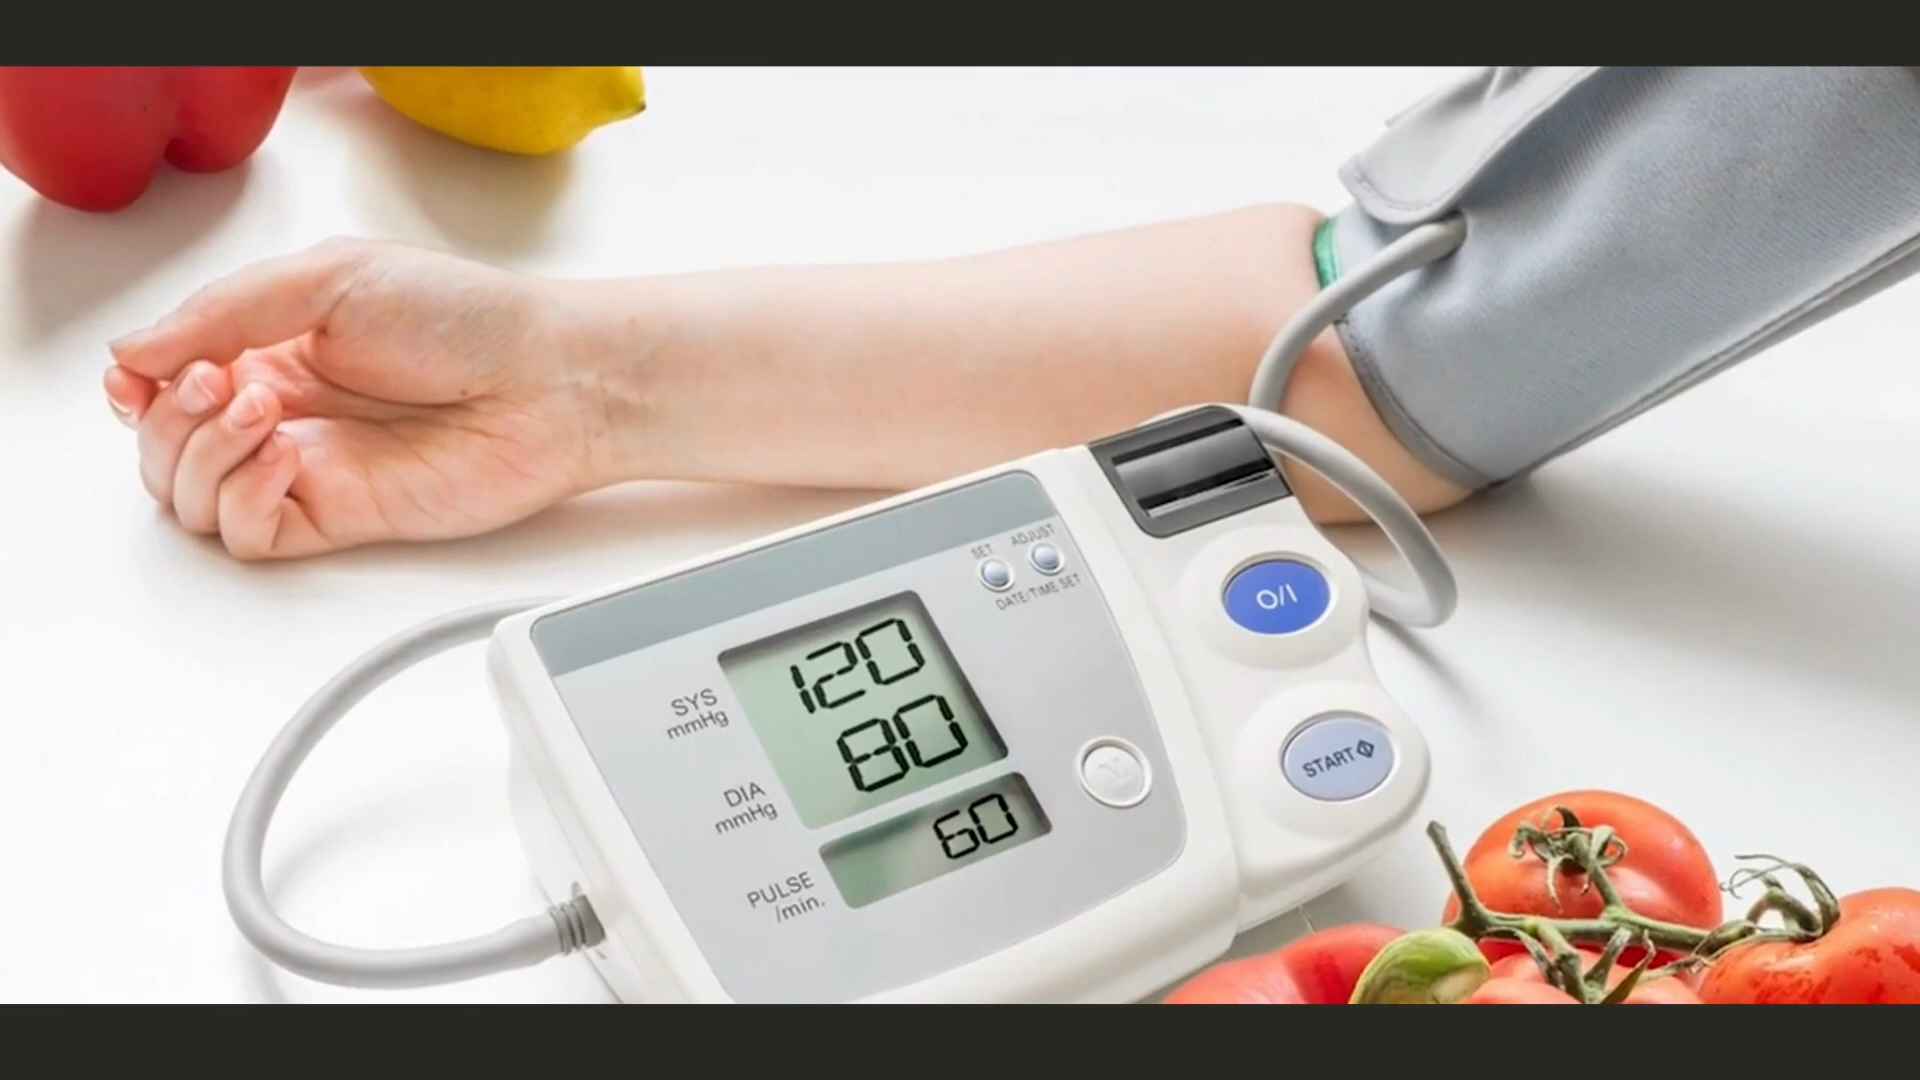 SET ADJUST
DATE/TIME SET
O/I
120
SYS
mmHg
80
DIA
mmHg
60
PULSE
/min.
START